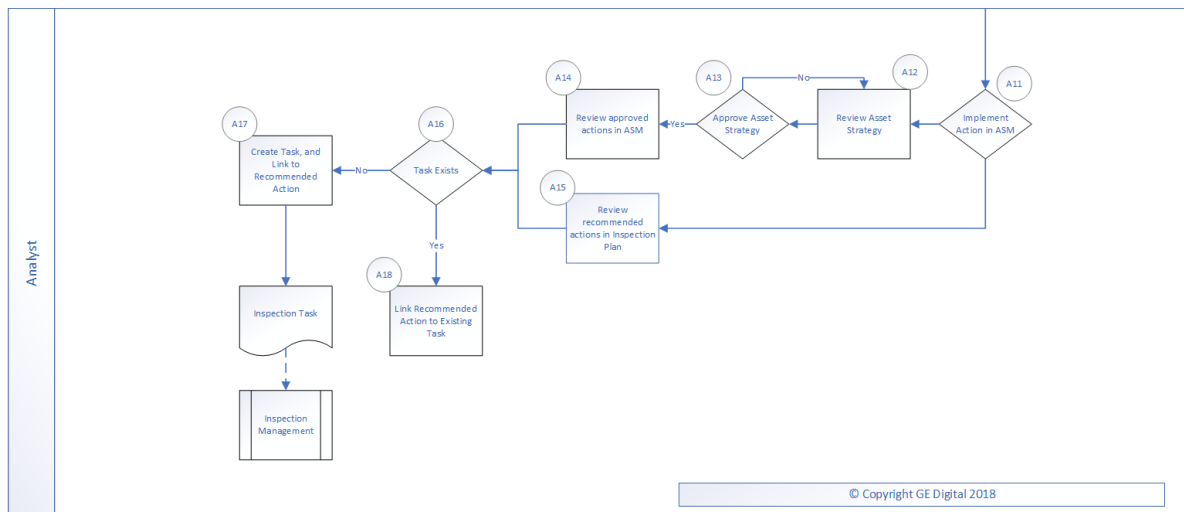 A11
Implement
Action in ASM
A12
Review Asset
Strategy
A13
No
Approve Asset
Strategy
Yes
A14
Review approved
actions in ASM
A15
Review
recommended
actions in Inspection
Plan
A16
Task Exists
No
Yes
A17
Create Task, and
Link to
Recommended
Action
A18
Link Recommended
Action to Existing
Task
Inspection Task
Inspection
Management
Analyst
© Copyright GE Digital 2018